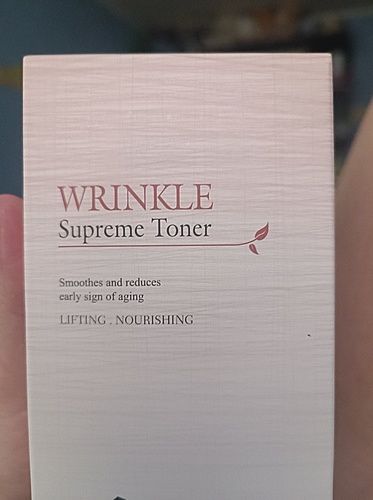 WRINKLE
Supreme Toner
Smoothes and reduces
early sign of aging
LIFTING . NOURISHING